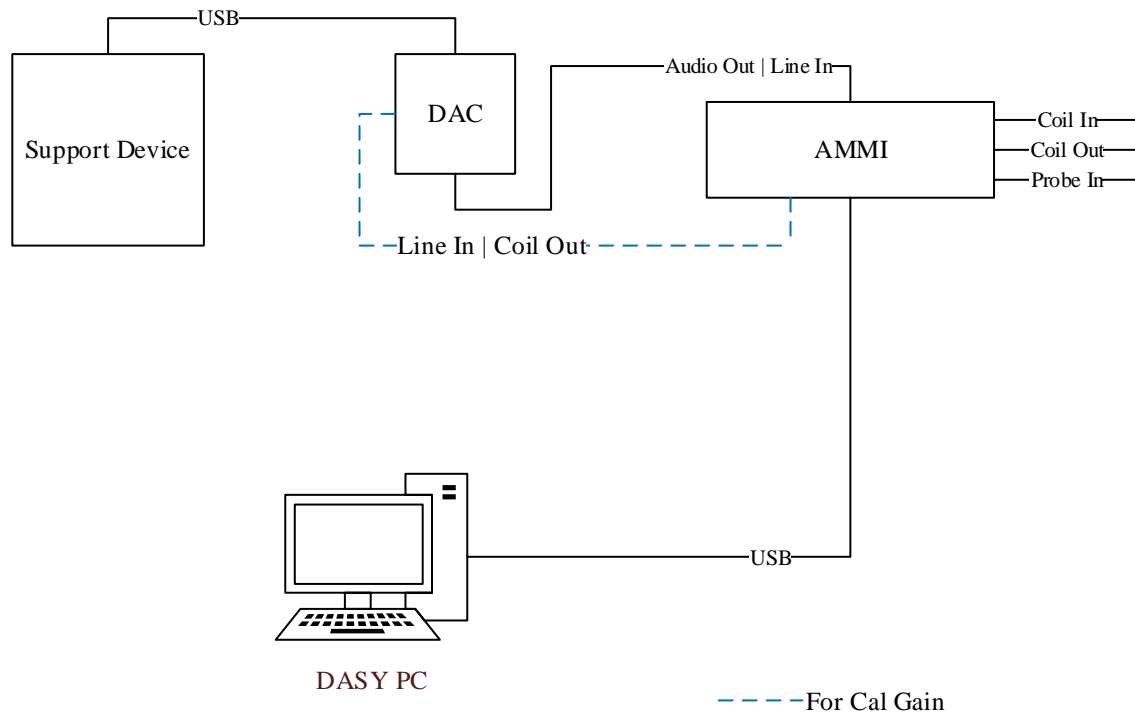 USB
Support Device
DAC
Audio Out | Line In
AMMI
Coil In
Coil Out
Probe In
Line In | Coil Out
USB
DASY PC
For Cal Gain